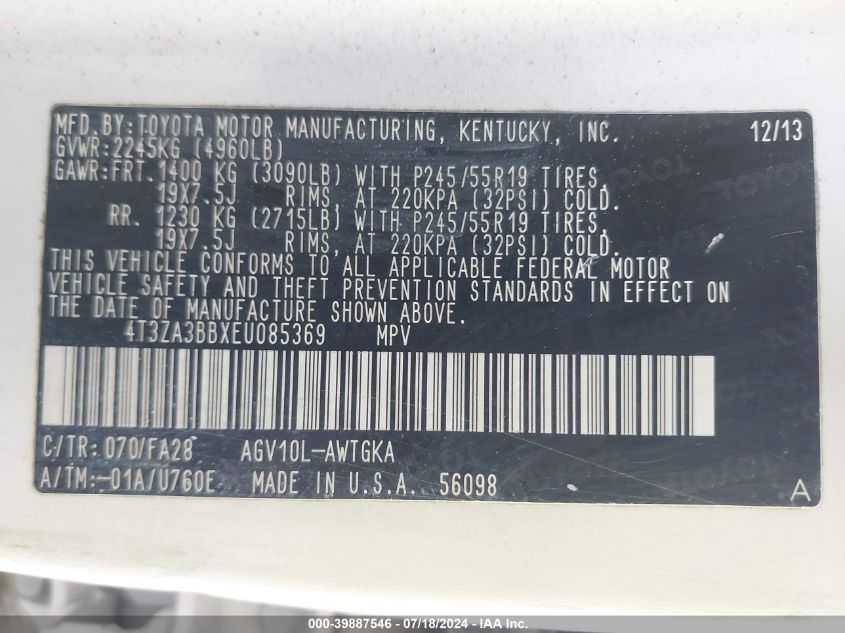 MFD.BY:TOYOTA MOTOR MANUFACTURING, KENTUCKY, INC. 12/13
GVWR:2245KG (4960LB)
GAWR:FRT.1400 KG (3090LB) WITH P245/55R19 TIRES,
19X7.5J RIMS, AT 220KPA (32PSI) COLD.
RR. 1230 KG (2715LB) WITH P245/55R19 TIRES,
19X7.5J RIMS, AT 220KPA (32PSI) COLD.
THIS VEHICLE CONFORMS TO ALL APPLICABLE FEDERAL MOTOR
VEHICLE SAFETY AND THEFT PREVENTION STANDARDS IN EFFECT ON
THE DATE OF MANUFACTURE SHOWN ABOVE.
4T3ZA3BBXEU085369 MPV
C/TR: 070/FA28 AGV10L-AWTGKA
A/TM:-01A/U760E MADE IN U.S.A. 56098 A
000-39887546 - 07/18/2024 - IAA Inc.